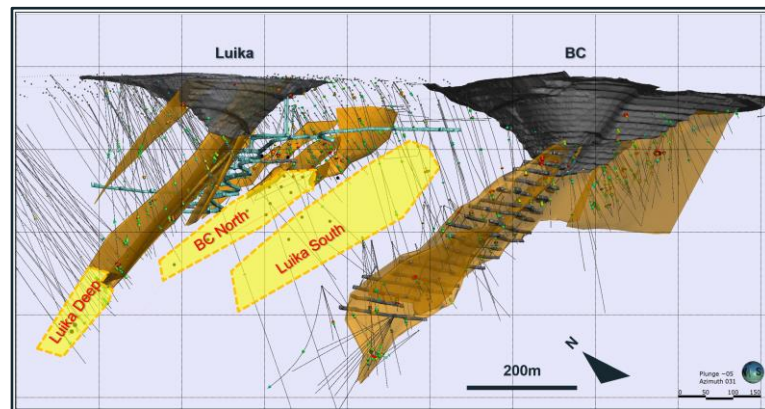 Luika
BC
BC North
Luika South
Luika Deep
200m
N
Plunge -05
Azimuth 031
0 50 100 150